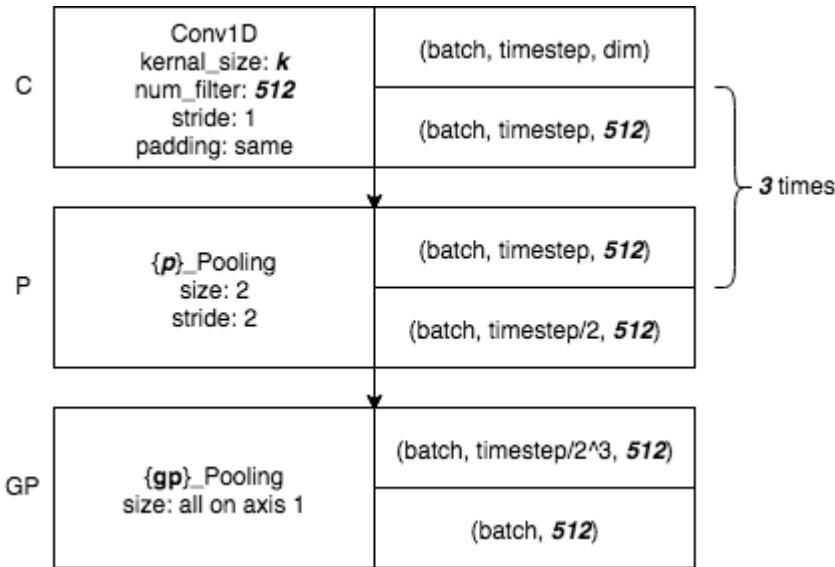 C
Conv1D
kernal_size: k
num_filter: 512
stride: 1
padding: same
(batch, timestep, dim)
(batch, timestep, 512)
3 times
P
{p}_Pooling
size: 2
stride: 2
(batch, timestep, 512)
(batch, timestep/2, 512)
GP
{gp}_Pooling
size: all on axis 1
(batch, timestep/2^3, 512)
(batch, 512)